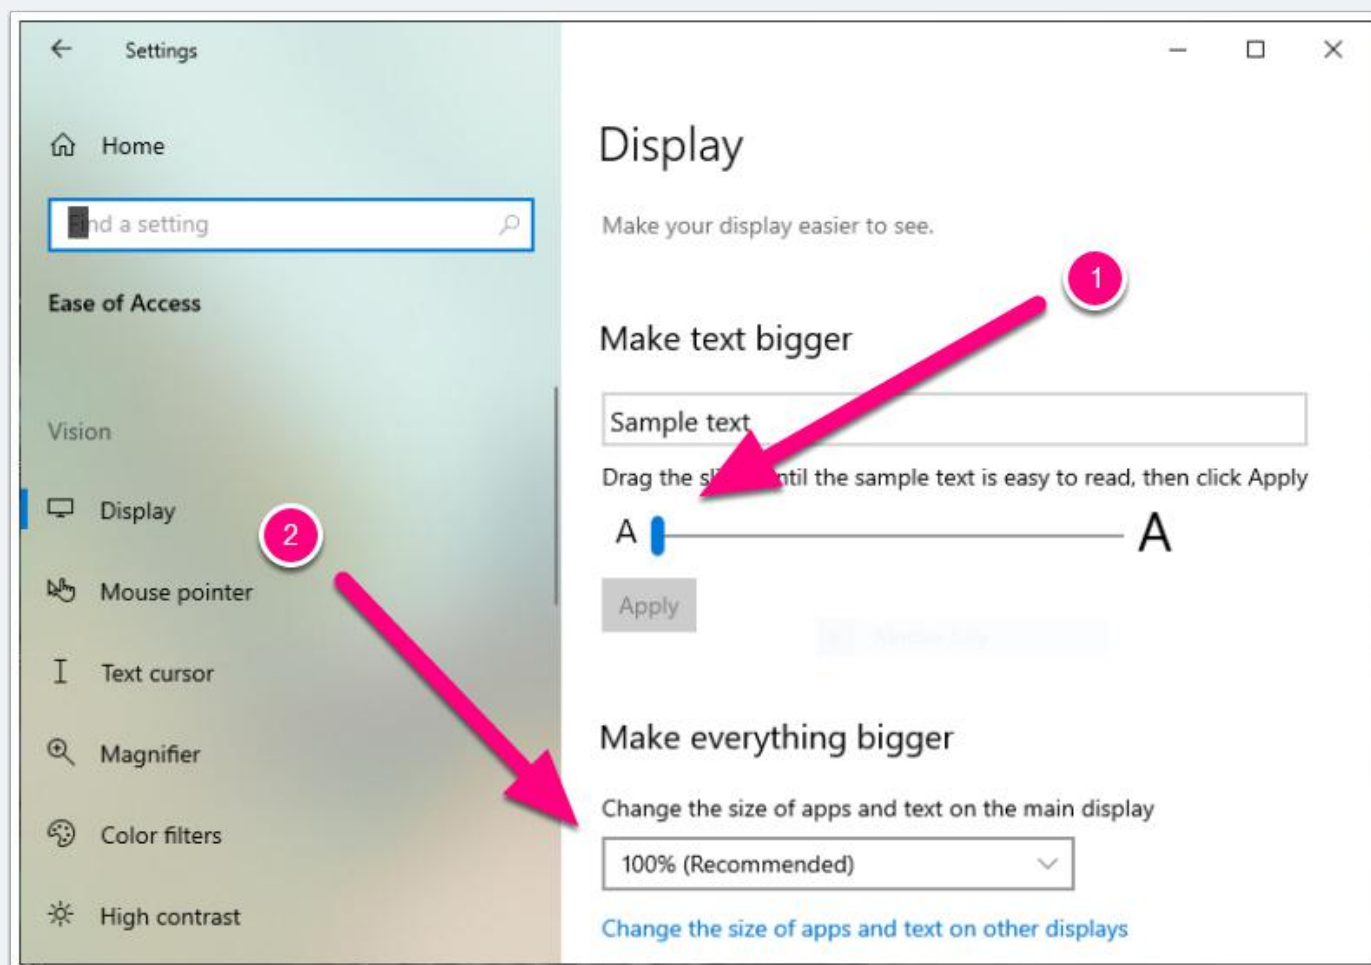 Settings
Home
Find a setting
Ease of Access
Vision
Display
Mouse pointer
Text cursor
Magnifier
Color filters
High contrast
Display
Make your display easier to see.
1
Make text bigger
Sample text
Drag the sl ntil the sample text is easy to read, then click Apply
A A
Apply
2
Make everything bigger
Change the size of apps and text on the main display
100% (Recommended)
Change the size of apps and text on other displays